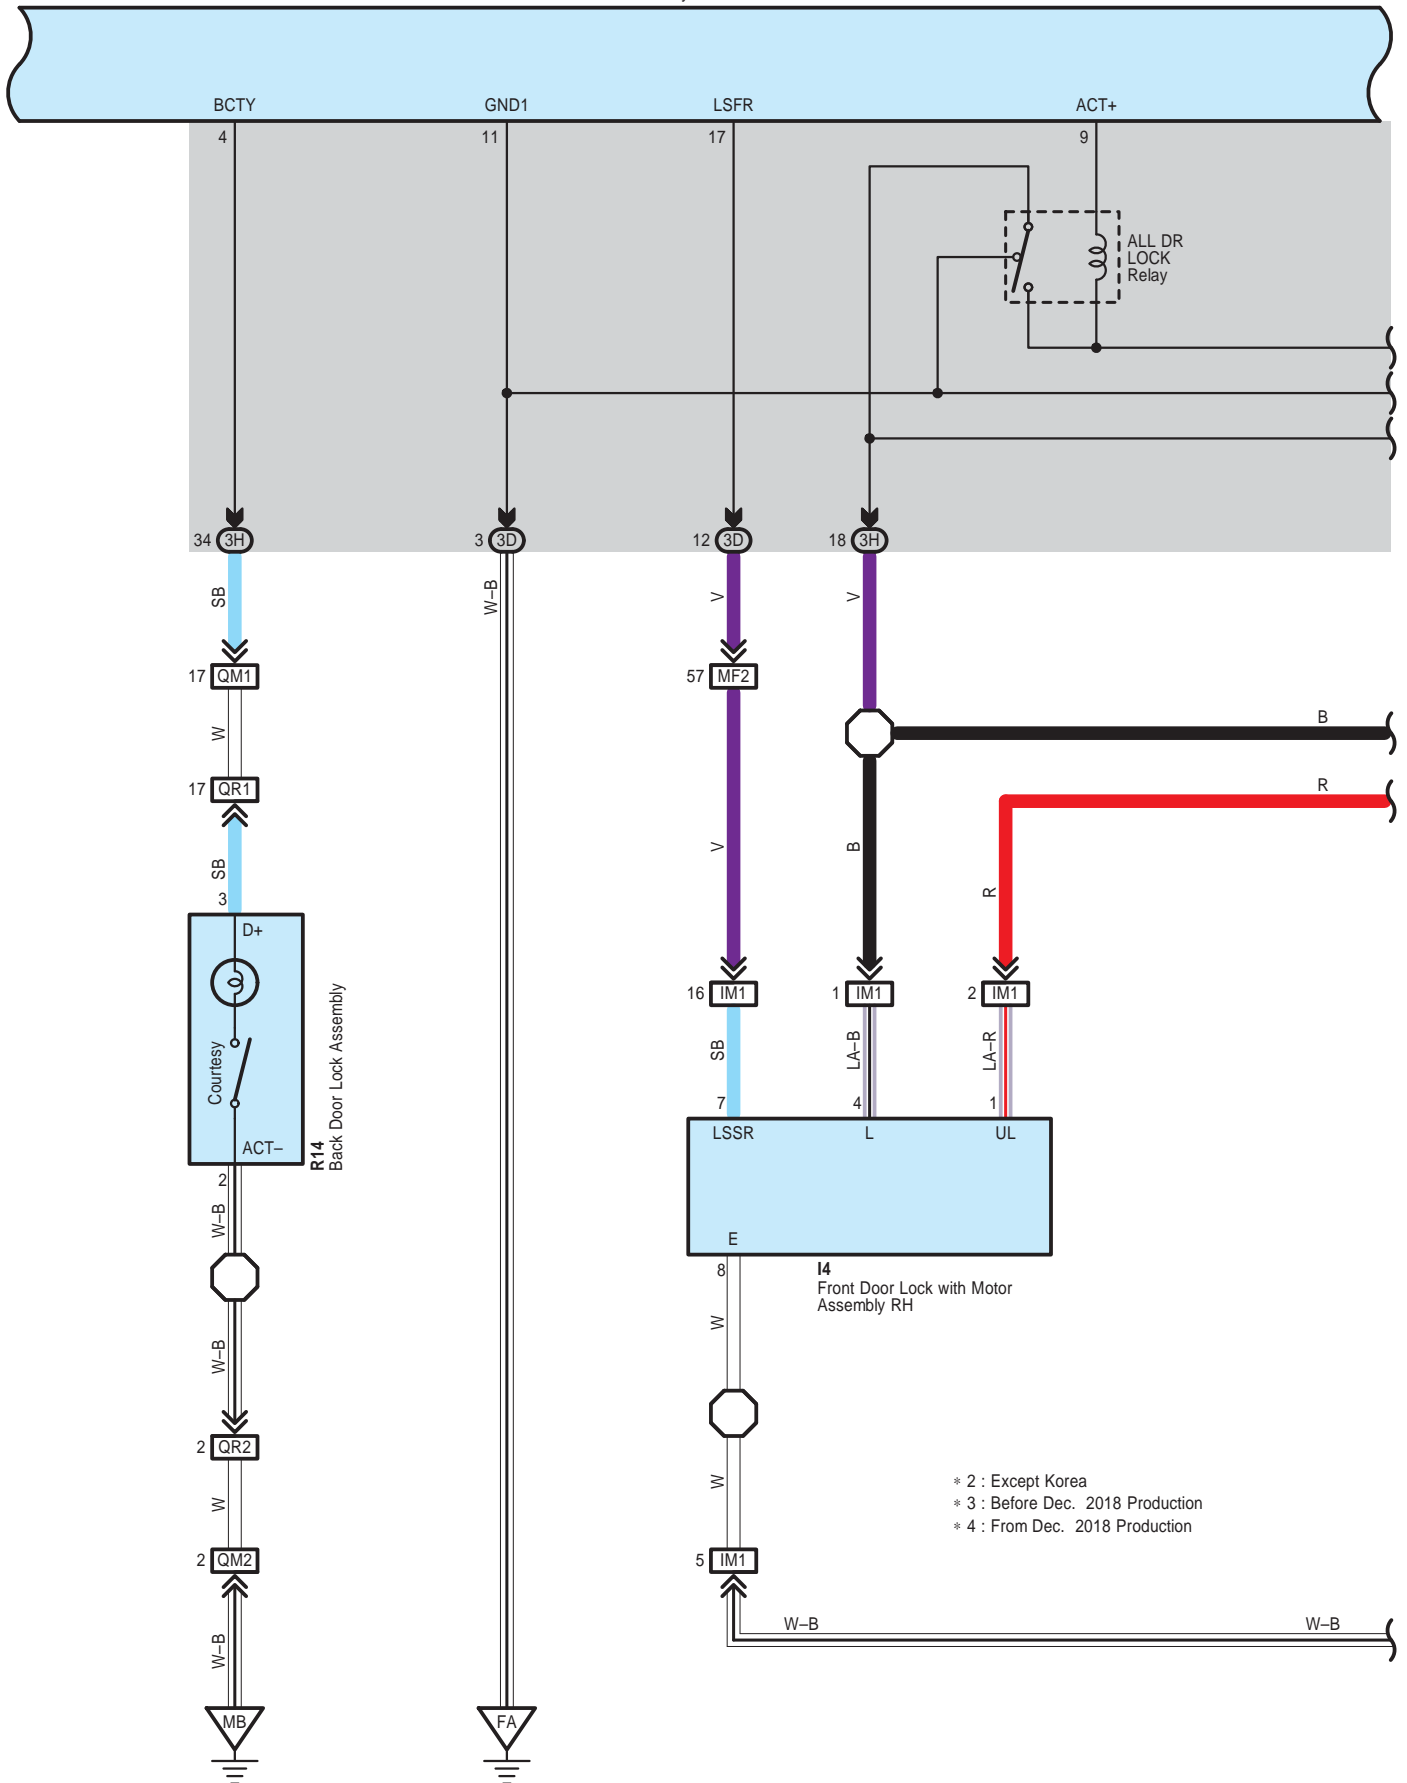 BCTY GND1 LSFR ACT+
4 11 17 9
ALL DR
LOCK
Relay
34 3H 3 3D 12 3D 18 3H
SB W–B V V
17 QM1 57 MF2
B
W
17 QR1 R
SB V B R
3
D+
16 IM1 1 IM1 2 IM1
Courtesy
R14
Back Door Lock Assembly
SB LA–B LA–R
7 4 1
LSSR L UL
ACT–
2
W–B
E
8 I4
Front Door Lock with Motor
Assembly RH
W
W–B
2 QR2
W W
∗ 2 : Except Korea
∗ 3 : Before Dec. 2018 Production
∗ 4 : From Dec. 2018 Production
2 QM2 5 IM1
W–B W–B
W–B
MB FA